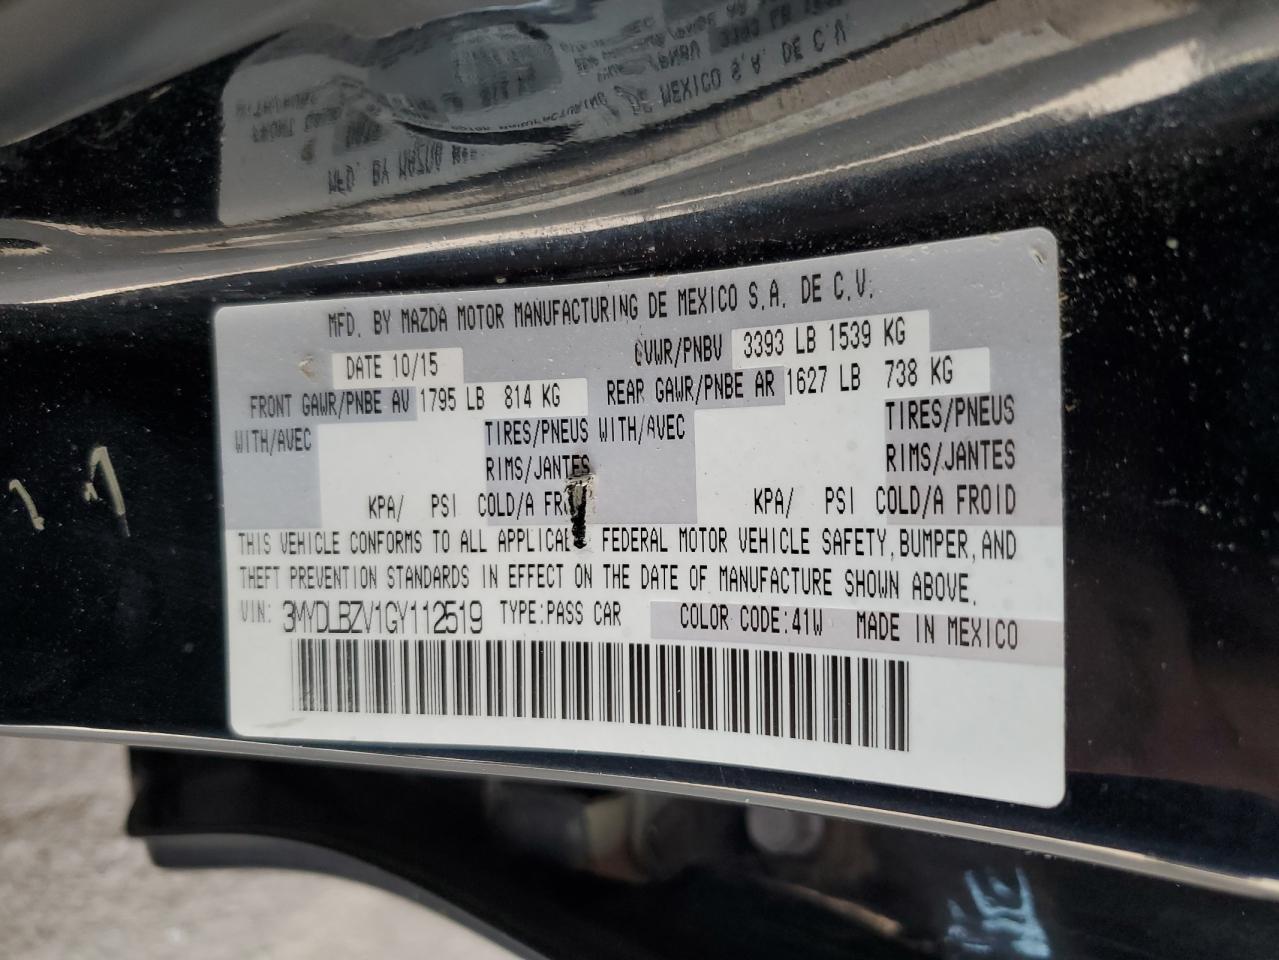 MFD. BY MAZDA MOTOR MANUFACTURING DE MEXICO S.A. DE C.V.
DATE 10/15 GVWR/PNBV 3393 LB 1539 KG
FRONT GAWR/PNBE AV 1795 LB 814 KG REAR GAWR/PNBE AR 1627 LB 738 KG
WITH/AVEC TIRES/PNEUS WITH/AVEC TIRES/PNEUS
RIMS/JANTES RIMS/JANTES
KPA/ PSI COLD/A KPA/ PSI COLD/A FROID
THIS VEHICLE CONFORMS TO ALL FEDERAL MOTOR VEHICLE SAFETY, BUMPER, AND
THEFT PREVENTION STANDARDS IN EFFECT ON THE DATE OF MANUFACTURE SHOWN ABOVE.
VIN: 3MYDLBZV1GY112519 TYPE:PASS CAR COLOR CODE:41W MADE IN MEXICO